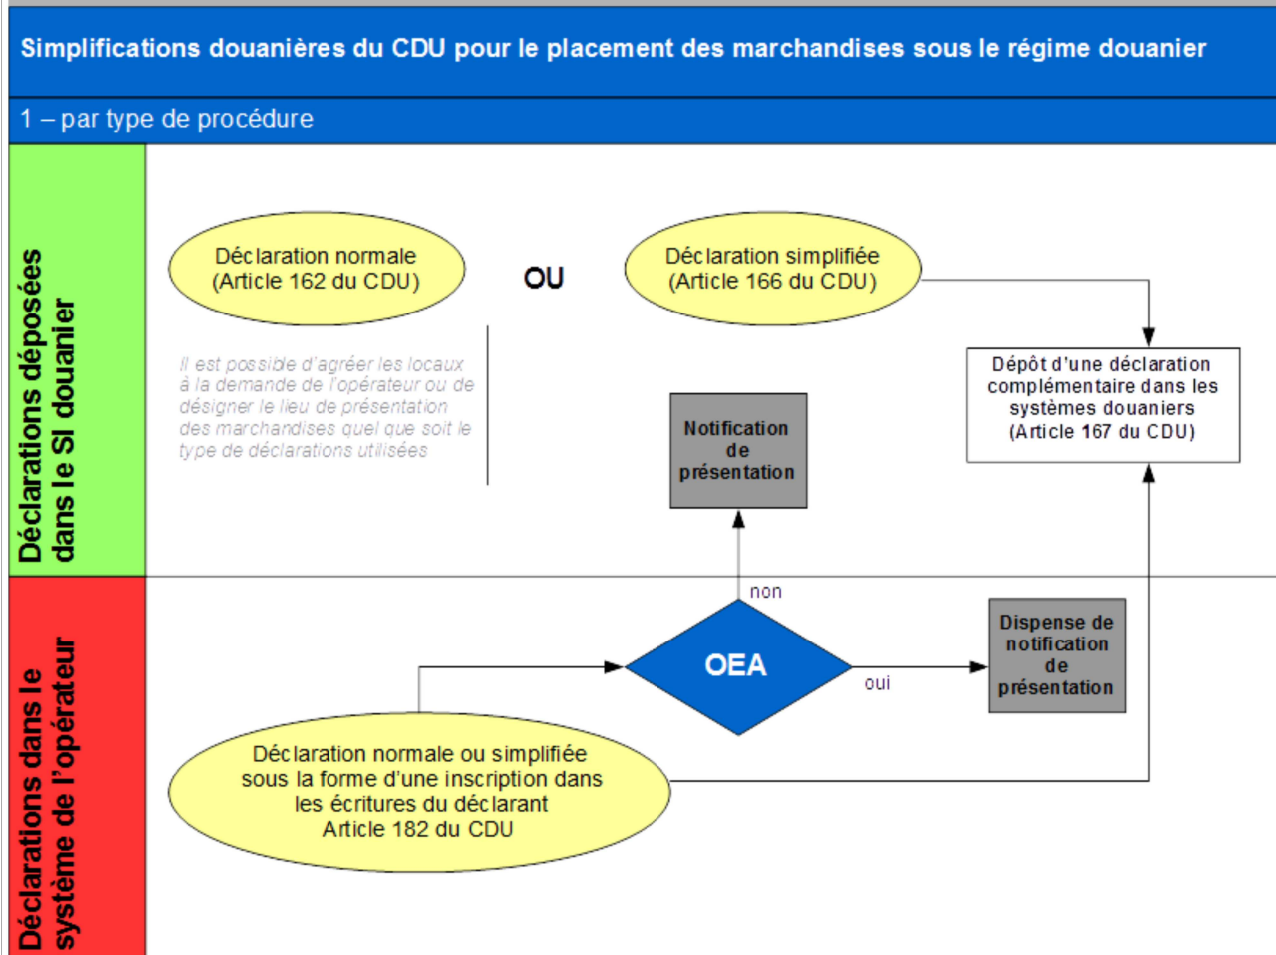 Simplifications douanières du CDU pour le placement des marchandises sous le régime douanier
1 – par type de procédure
Déclarations déposées
dans le SI douanier
Déclaration normale
(Article 162 du CDU)
OU
Déclaration simplifiée
(Article 166 du CDU)
Il est possible d'agréer les locaux
à la demande de l'opérateur ou de
désigner le lieu de présentation
des marchandises quel que soit le
type de déclarations utilisées
Notification
de
présentation
Dépôt d'une déclaration
complémentaire dans les
systèmes douaniers
(Article 167 du CDU)
Déclarations dans le
système de l'opérateur
non
OEA
oui
Dispense de
notification
de
présentation
Déclaration normale ou simplifiée
sous la forme d'une inscription dans
les écritures du déclarant
Article 182 du CDU